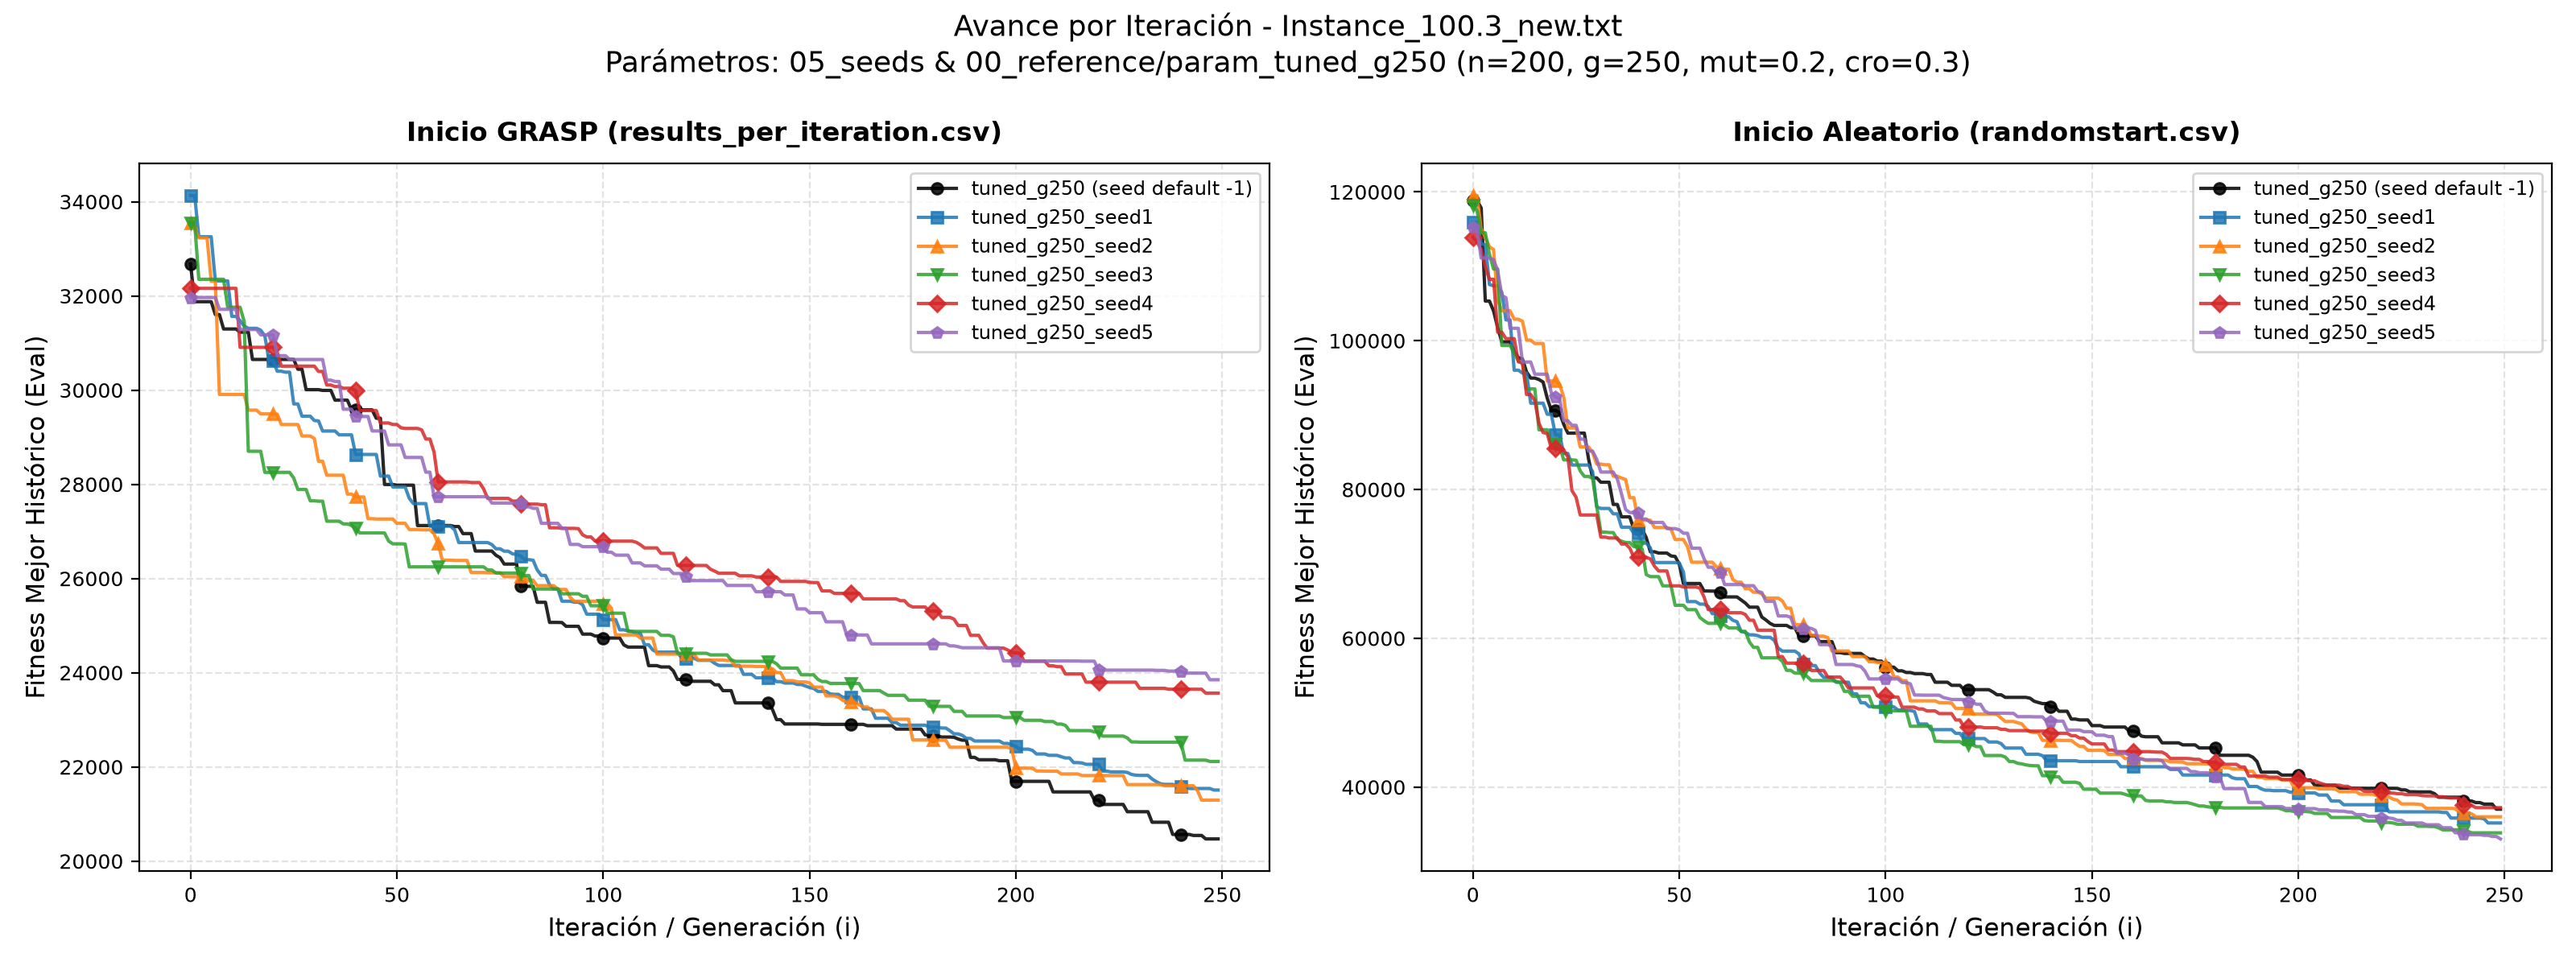 Avance por Iteración - Instance_100.3_new.txt
Parámetros: 05_seeds & 00_reference/param_tuned_g250 (n=200, g=250, mut=0.2, cro=0.3)
Inicio GRASP (results_per_iteration.csv)
Fitness Mejor Histórico (Eval)
34000
32000
30000
28000
26000
24000
22000
20000
tuned_g250 (seed default -1)
tuned_g250_seed1
tuned_g250_seed2
tuned_g250_seed3
tuned_g250_seed4
tuned_g250_seed5
0 50 100 150 200 250
Iteración / Generación (i)
Inicio Aleatorio (randomstart.csv)
Fitness Mejor Histórico (Eval)
120000
100000
80000
60000
40000
tuned_g250 (seed default -1)
tuned_g250_seed1
tuned_g250_seed2
tuned_g250_seed3
tuned_g250_seed4
tuned_g250_seed5
0 50 100 150 200 250
Iteración / Generación (i)